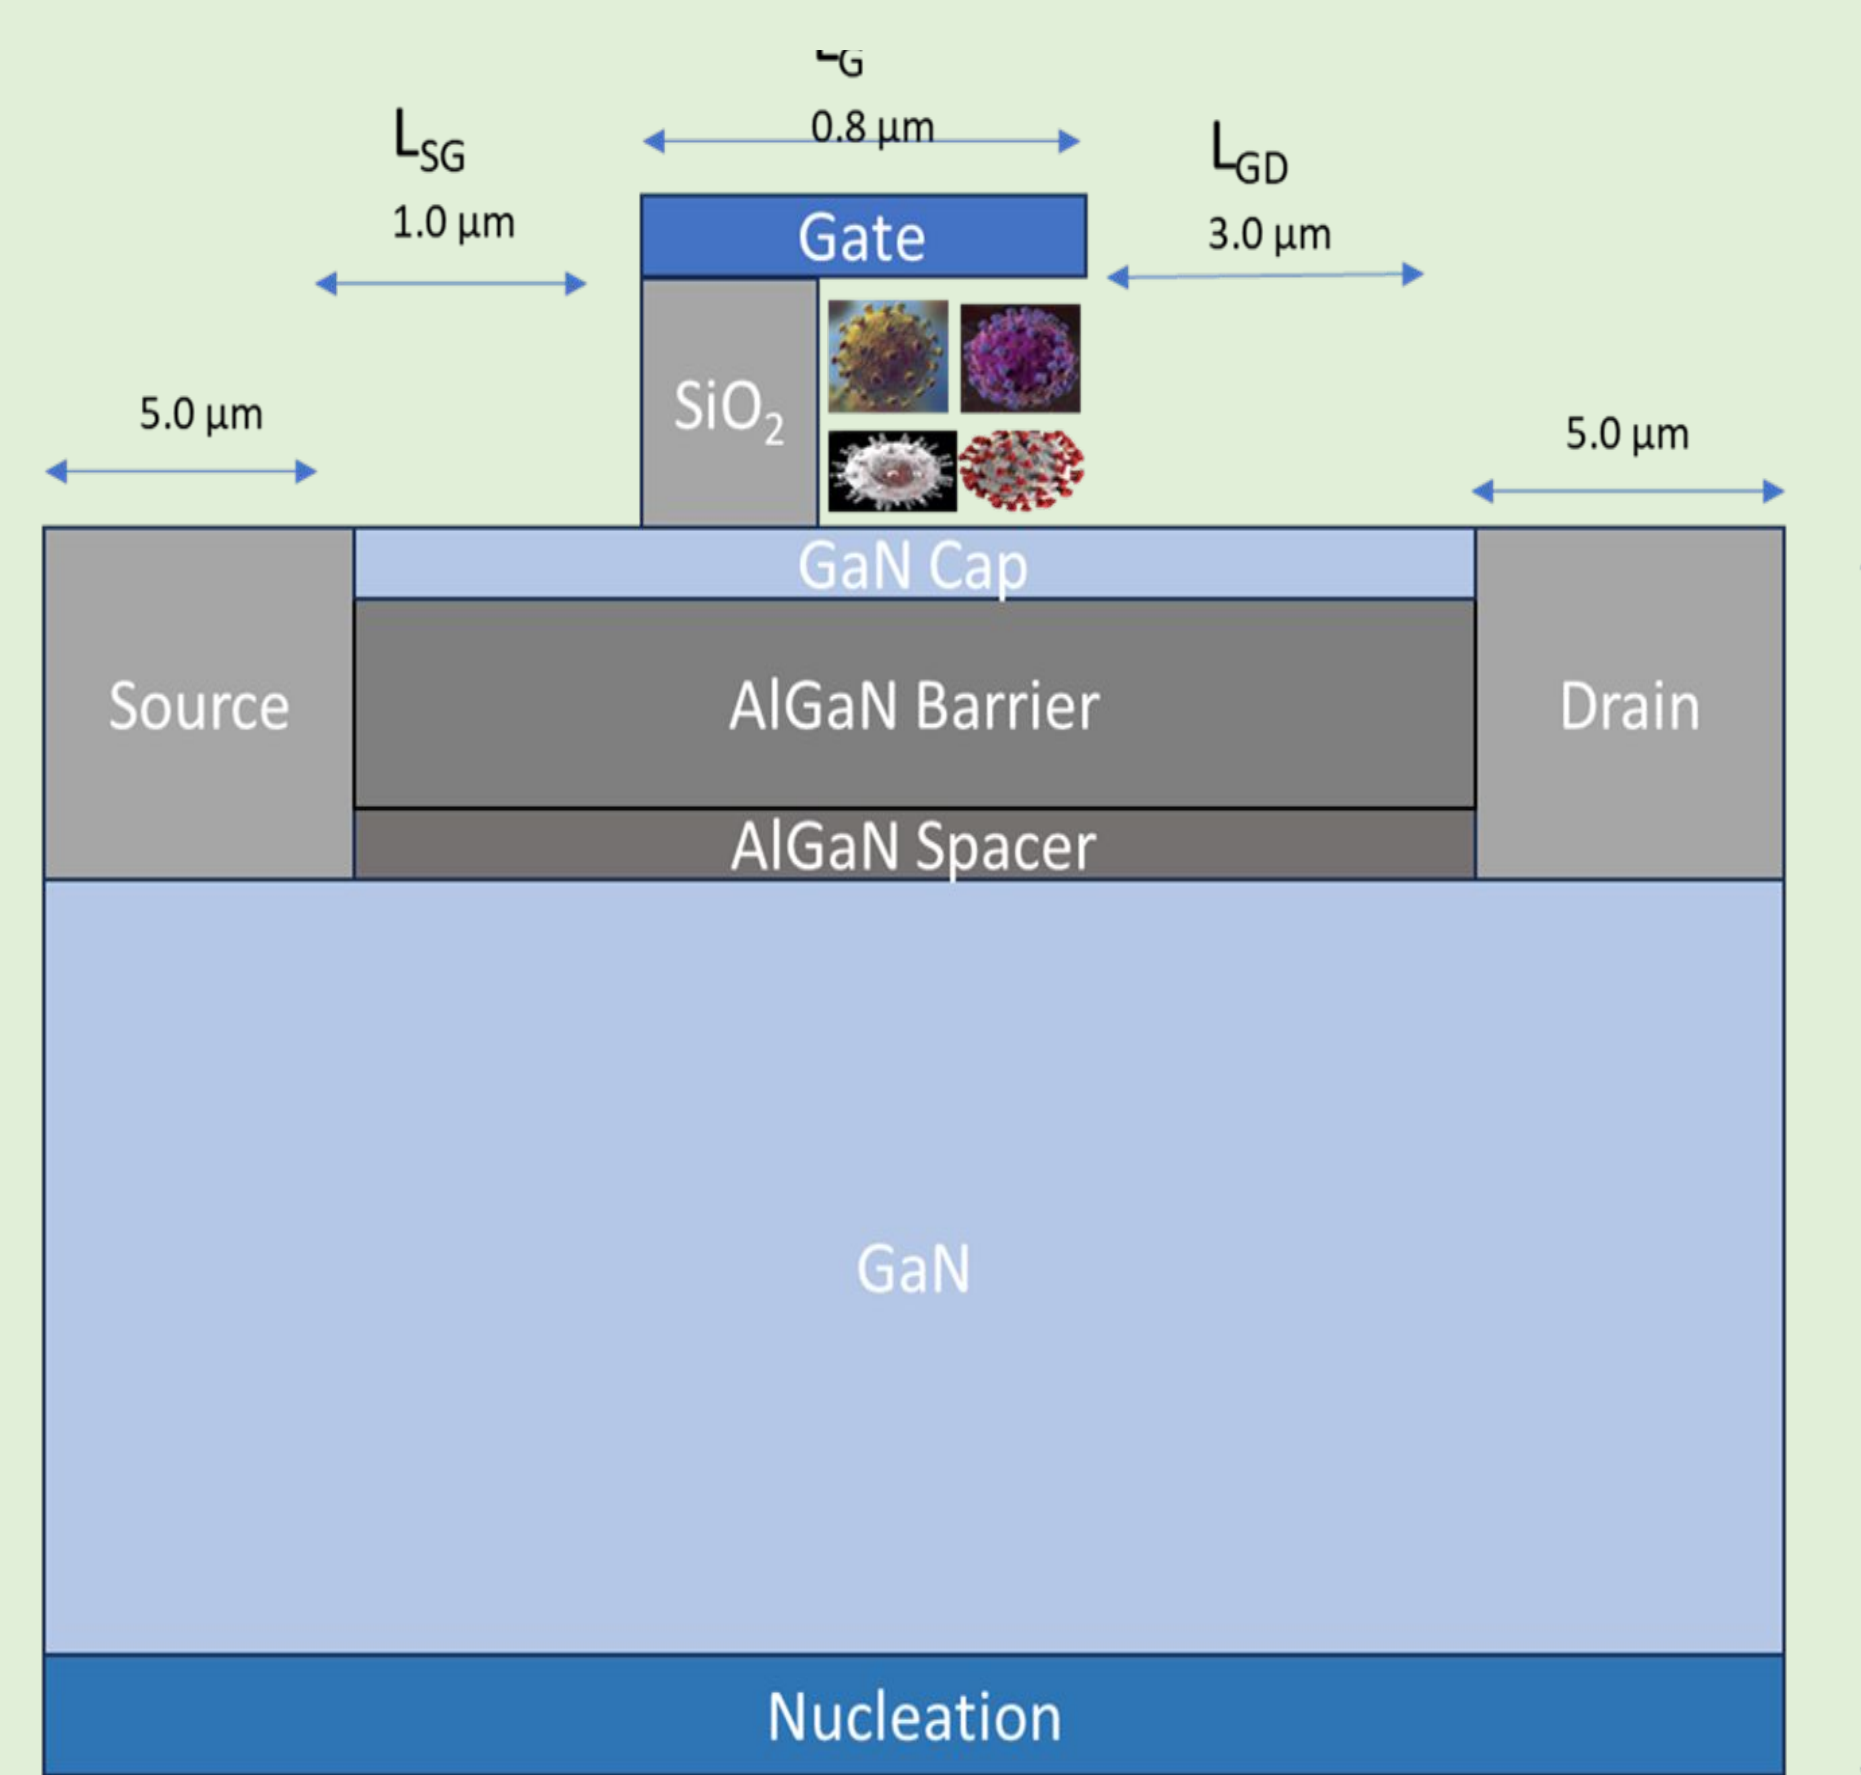 LG
0.8 μm
LSG
1.0 μm
LGD
3.0 μm
Gate
SiO2
5.0 μm
5.0 μm
GaN Cap
Source
AlGaN Barrier
Drain
AlGaN Spacer
GaN
Nucleation